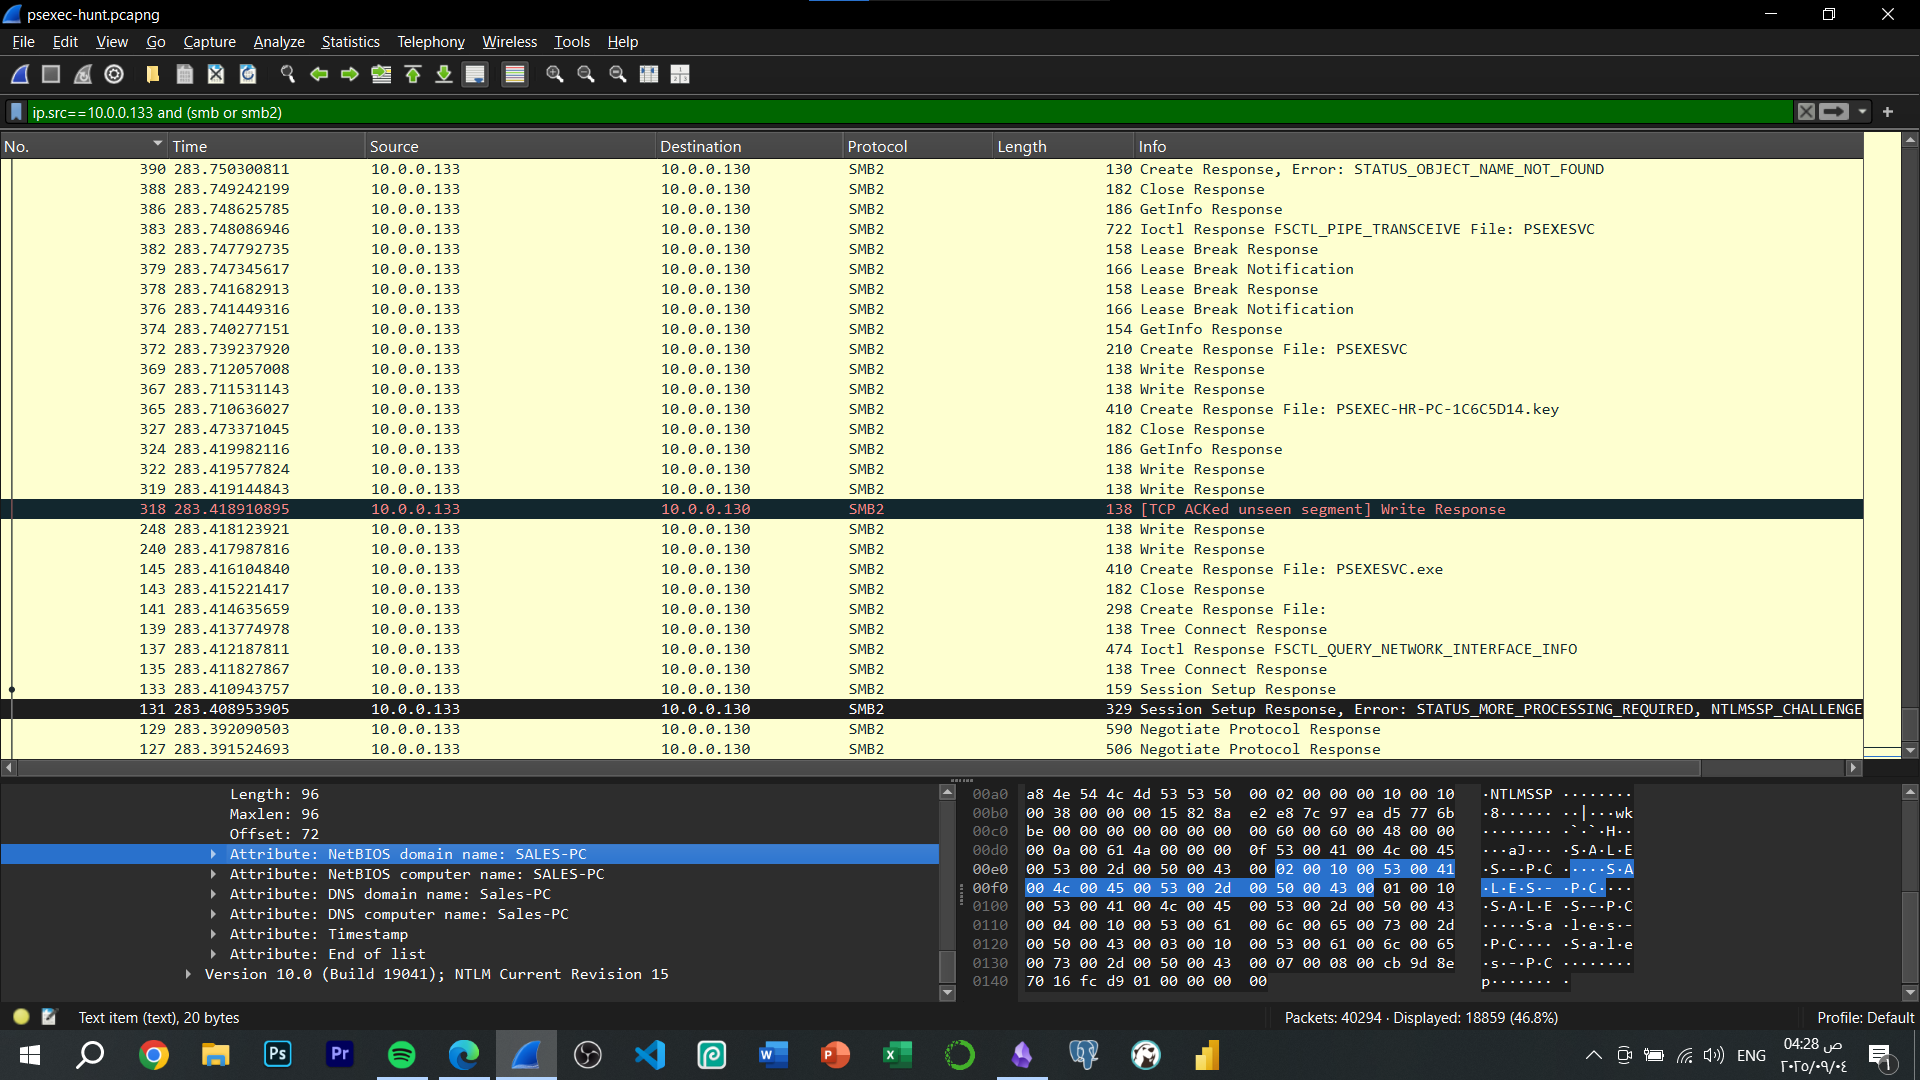 psexec-hunt.pcapng
File Edit View Go Capture Analyze Statistics Telephony Wireless Tools Help
ip.src==10.0.0.133 and (smb or smb2)
No. Time Source Destination Protocol Length Info
390 283.750300811 10.0.0.133 10.0.0.130 SMB2 130 Create Response, Error: STATUS_OBJECT_NAME_NOT_FOUND
388 283.749242199 10.0.0.133 10.0.0.130 SMB2 182 Close Response
386 283.748625785 10.0.0.133 10.0.0.130 SMB2 186 GetInfo Response
383 283.748086946 10.0.0.133 10.0.0.130 SMB2 722 Ioctl Response FSCTL_PIPE_TRANSCEIVE File: PSEXESVC
382 283.747792735 10.0.0.133 10.0.0.130 SMB2 158 Lease Break Response
379 283.747345617 10.0.0.133 10.0.0.130 SMB2 166 Lease Break Notification
378 283.741682913 10.0.0.133 10.0.0.130 SMB2 158 Lease Break Response
376 283.741449316 10.0.0.133 10.0.0.130 SMB2 166 Lease Break Notification
374 283.740277151 10.0.0.133 10.0.0.130 SMB2 154 GetInfo Response
372 283.739237920 10.0.0.133 10.0.0.130 SMB2 210 Create Response File: PSEXESVC
369 283.712057008 10.0.0.133 10.0.0.130 SMB2 138 Write Response
367 283.711531143 10.0.0.133 10.0.0.130 SMB2 138 Write Response
365 283.710636027 10.0.0.133 10.0.0.130 SMB2 410 Create Response File: PSEXEC-HR-PC-1C6C5D14.key
327 283.473371045 10.0.0.133 10.0.0.130 SMB2 182 Close Response
324 283.419982116 10.0.0.133 10.0.0.130 SMB2 186 GetInfo Response
322 283.419577824 10.0.0.133 10.0.0.130 SMB2 138 Write Response
319 283.419144843 10.0.0.133 10.0.0.130 SMB2 138 Write Response
318 283.418910895 10.0.0.133 10.0.0.130 SMB2 138 [TCP ACKed unseen segment] Write Response
248 283.418123921 10.0.0.133 10.0.0.130 SMB2 138 Write Response
240 283.417987816 10.0.0.133 10.0.0.130 SMB2 138 Write Response
145 283.416104840 10.0.0.133 10.0.0.130 SMB2 410 Create Response File: PSEXESVC.exe
143 283.415221417 10.0.0.133 10.0.0.130 SMB2 182 Close Response
141 283.414635659 10.0.0.133 10.0.0.130 SMB2 298 Create Response File:
139 283.413774978 10.0.0.133 10.0.0.130 SMB2 138 Tree Connect Response
137 283.412187811 10.0.0.133 10.0.0.130 SMB2 474 Ioctl Response FSCTL_QUERY_NETWORK_INTERFACE_INFO
135 283.411827867 10.0.0.133 10.0.0.130 SMB2 138 Tree Connect Response
133 283.410943757 10.0.0.133 10.0.0.130 SMB2 159 Session Setup Response
131 283.408953905 10.0.0.133 10.0.0.130 SMB2 329 Session Setup Response, Error: STATUS_MORE_PROCESSING_REQUIRED, NTLMSSP_CHALLENGE
129 283.392090503 10.0.0.133 10.0.0.130 SMB2 590 Negotiate Protocol Response
127 283.391524693 10.0.0.133 10.0.0.130 SMB2 506 Negotiate Protocol Response
Length: 96
Maxlen: 96
Offset: 72
Attribute: NetBIOS domain name: SALES-PC
Attribute: NetBIOS computer name: SALES-PC
Attribute: DNS domain name: Sales-PC
Attribute: DNS computer name: Sales-PC
Attribute: Timestamp
Attribute: End of list
Version 10.0 (Build 19041); NTLM Current Revision 15
00a0 a8 4e 54 4c 4d 53 53 50 00 02 00 00 00 10 00 10 ·NTLMSSP ········
00b0 00 38 00 00 00 15 82 8a e2 e8 7c 97 ea d5 77 6b ·8······ ··|···wk
00c0 be 00 00 00 00 00 00 00 00 60 00 60 00 48 00 00 ········ ·`·`·H··
00d0 00 0a 00 61 4a 00 00 00 0f 53 00 41 00 4c 00 45 ···aJ··· ·S·A·L·E
00e0 00 53 00 2d 00 50 00 43 00 02 00 10 00 53 00 41 ·S·-·P·C ·····S·A
00f0 00 4c 00 45 00 53 00 2d 00 50 00 43 00 01 00 10 ·L·E·S·- ·P·C····
0100 00 53 00 41 00 4c 00 45 00 53 00 2d 00 50 00 43 ·S·A·L·E ·S·-·P·C
0110 00 04 00 10 00 53 00 61 00 6c 00 65 00 73 00 2d ·····S·a ·l·e·s·-
0120 00 50 00 43 00 03 00 10 00 53 00 61 00 6c 00 65 ·P·C···· ·S·a·l·e
0130 00 73 00 2d 00 50 00 43 00 07 00 08 00 cb 9d 8e ·s·-·P·C ········
0140 70 16 fc d9 01 00 00 00 00 p······· ·
Text item (text), 20 bytes
Packets: 40294 · Displayed: 18859 (46.8%)
Profile: Default
ENG
04:28 ص
٢٠٢٥/٠٩/٠٤
١